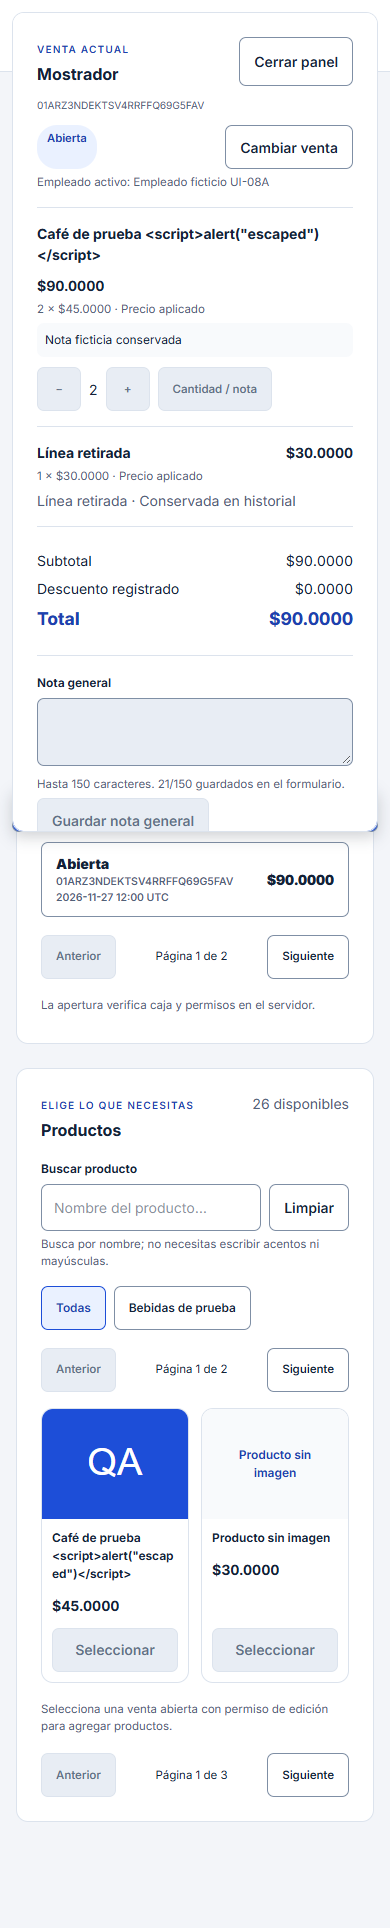 VENTA ACTUAL
Mostrador
Cerrar panel
01ARZ3NDEKTSV4RRFFQ69G5FAV
Abierta
Cambiar venta
Empleado activo: Empleado ficticio UI-08A
Café de prueba <script>alert("escaped")
</script>
$90.0000
2 × $45.0000 · Precio aplicado
Nota ficticia conservada
− 2 + Cantidad / nota
Línea retirada $30.0000
1 × $30.0000 · Precio aplicado
Línea retirada · Conservada en historial
Subtotal $90.0000
Descuento registrado $0.0000
Total $90.0000
Nota general
Hasta 150 caracteres. 21/150 guardados en el formulario.
Guardar nota general
Abierta
01ARZ3NDEKTSV4RRFFQ69G5FAV
2026-11-27 12:00 UTC
$90.0000
Anterior Página 1 de 2 Siguiente
La apertura verifica caja y permisos en el servidor.
ELIGE LO QUE NECESITAS
26 disponibles
Productos
Buscar producto
Nombre del producto... Limpiar
Busca por nombre; no necesitas escribir acentos ni
mayúsculas.
Todas Bebidas de prueba
Anterior Página 1 de 2 Siguiente
QA
Café de prueba
<script>alert("escap
ed")</script>
$45.0000
Seleccionar
Producto sin
imagen
Producto sin imagen
$30.0000
Seleccionar
Selecciona una venta abierta con permiso de edición
para agregar productos.
Anterior Página 1 de 3 Siguiente